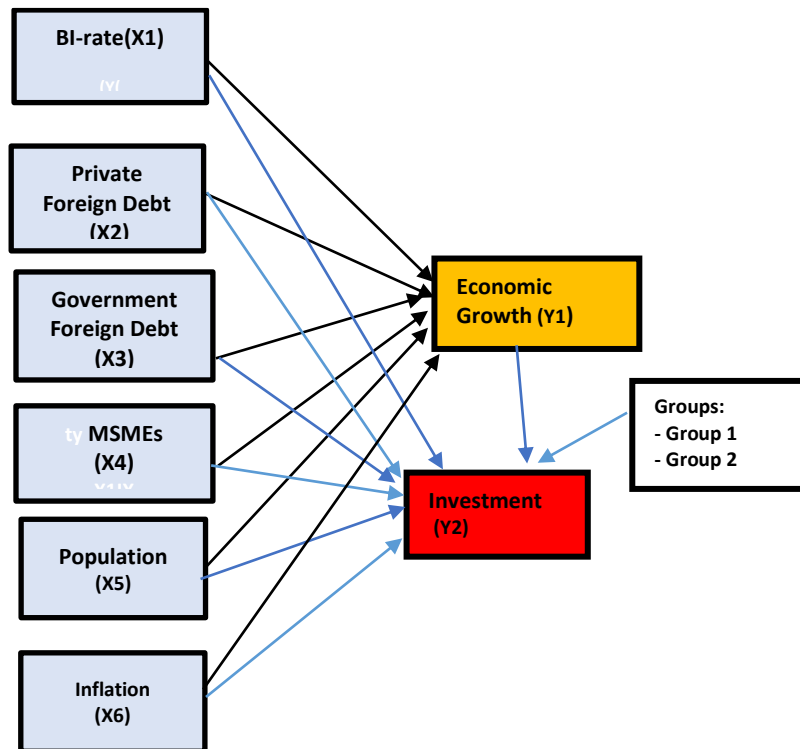 BI-rate(X1)
Private
Foreign Debt
(X2)
Government
Foreign Debt
(X3)
ty MSMEs
(X4)
Population
(X5)
Inflation
(X6)
Economic
Growth (Y1)
Investment
(Y2)
Groups:
- Group 1
- Group 2